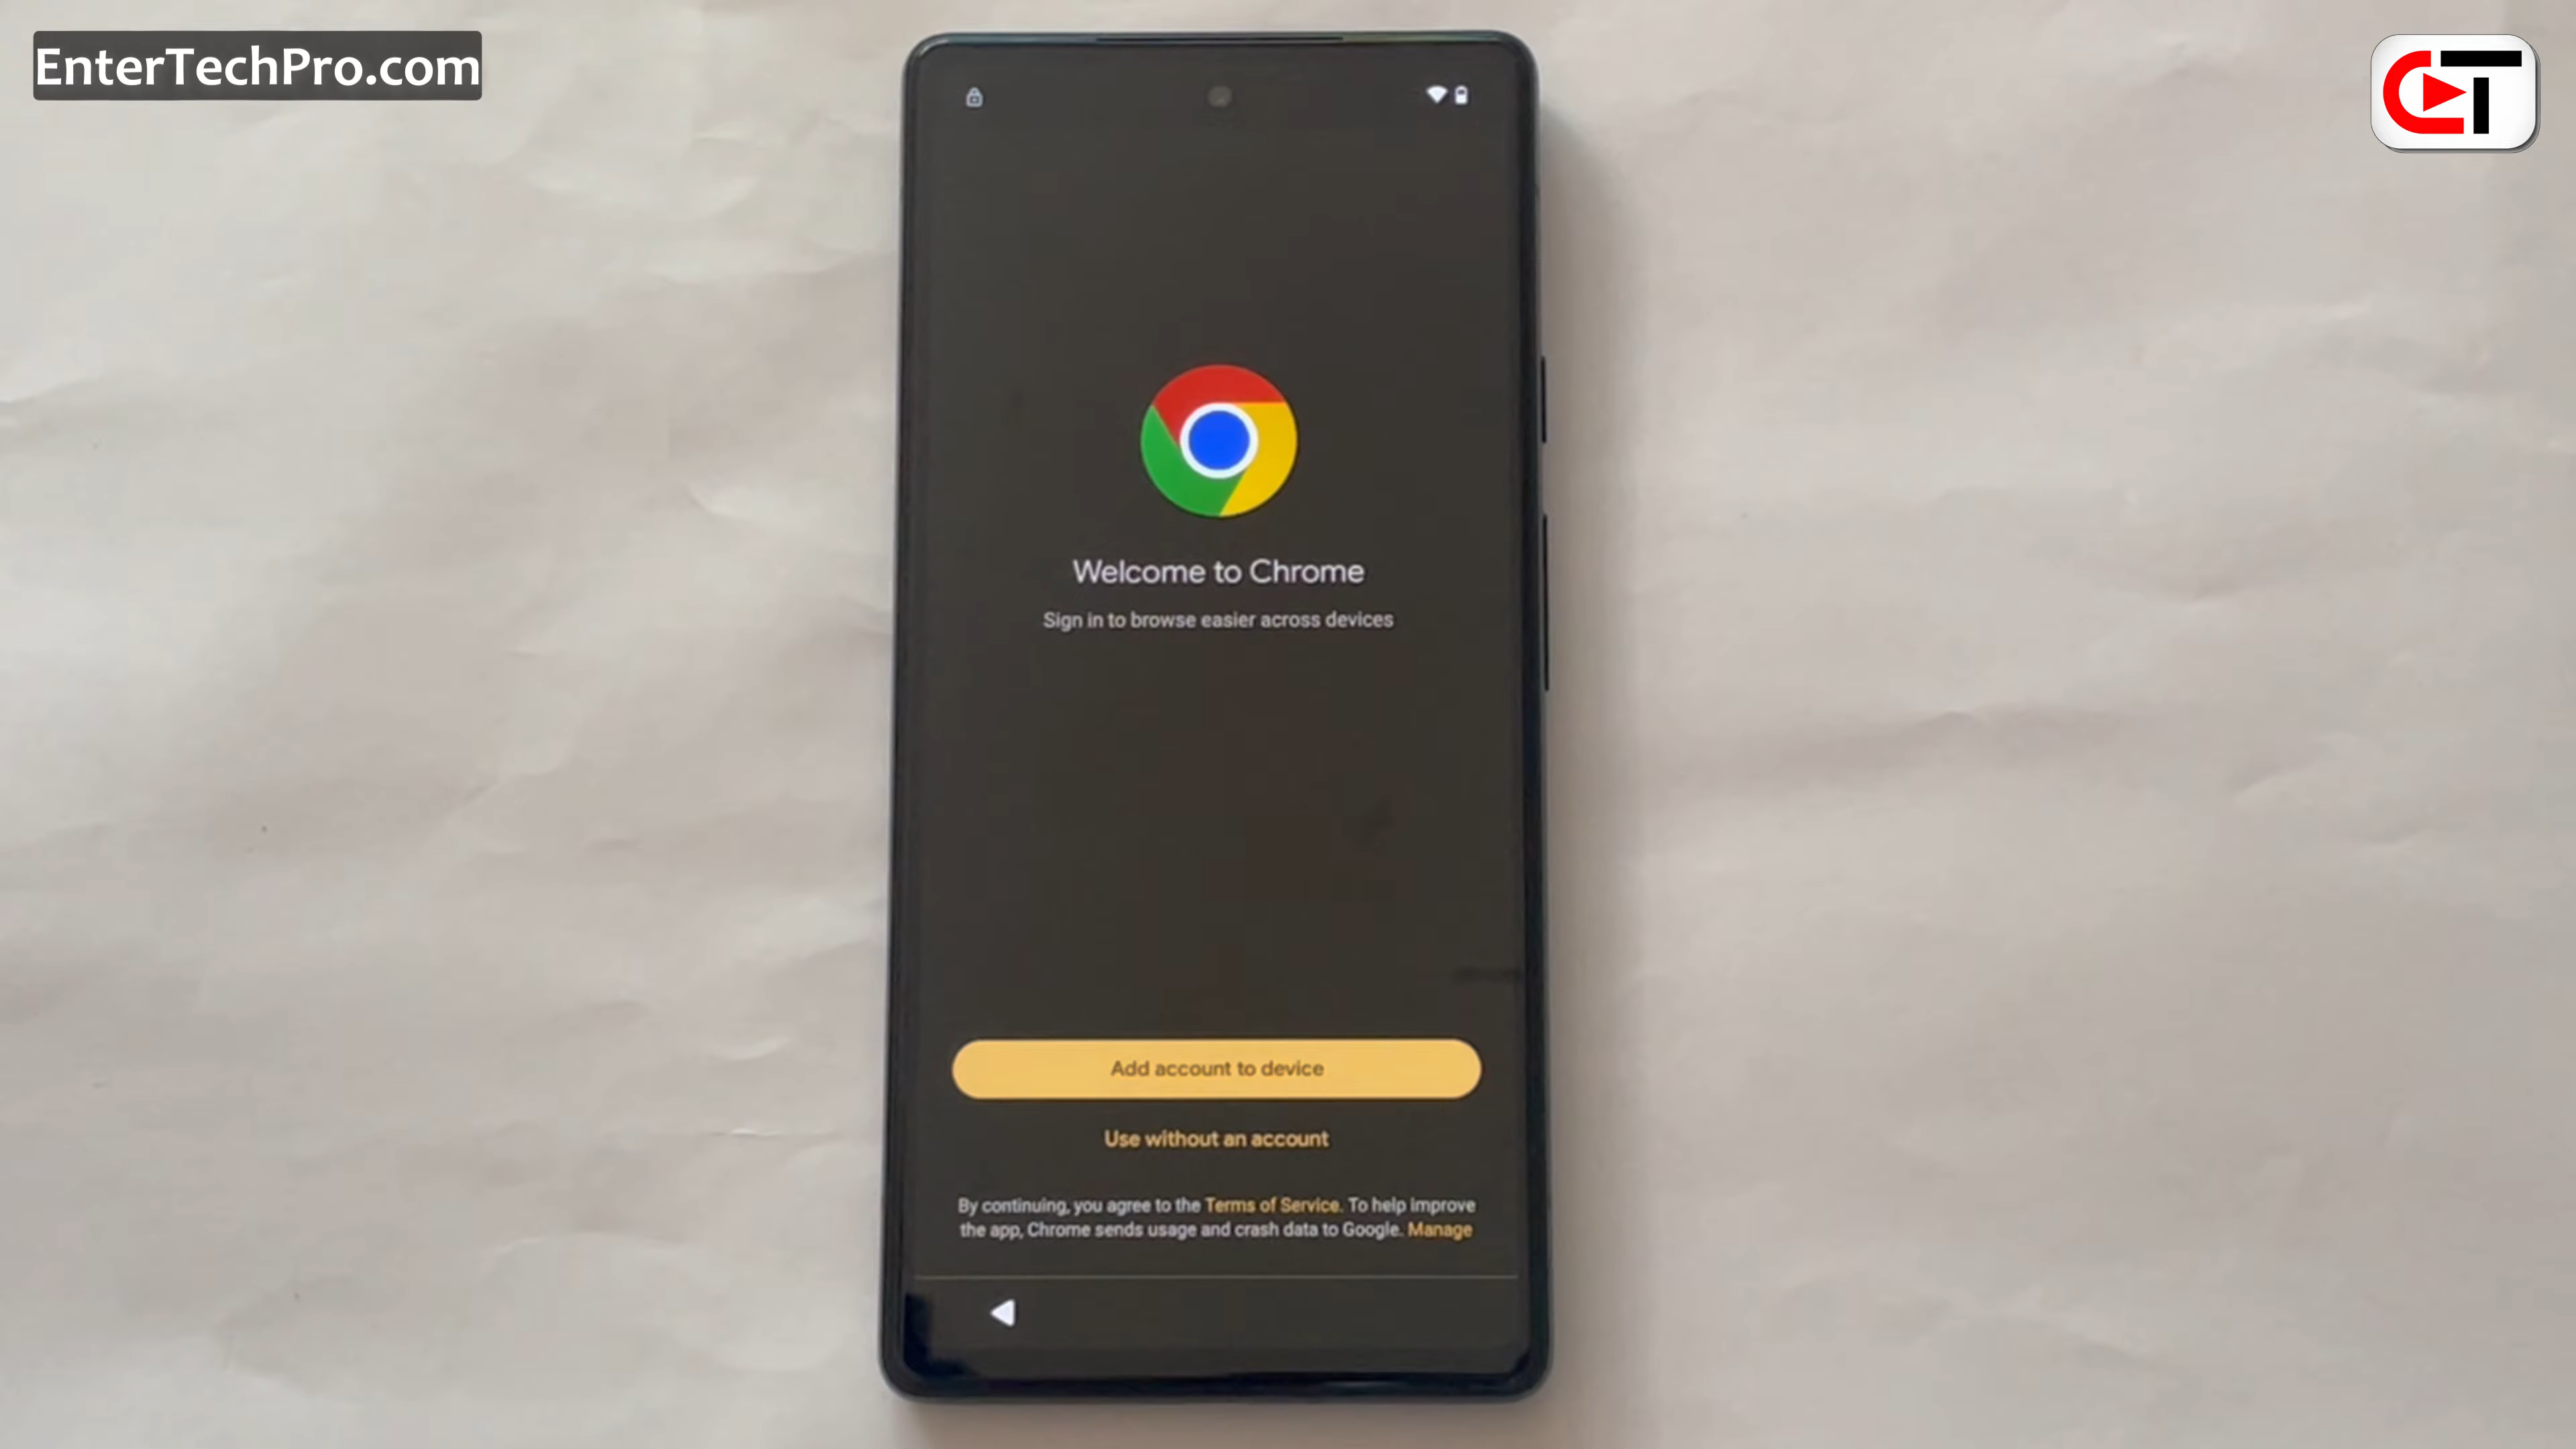 EnterTechPro.com
CT
Welcome to Chrome
Sign in to browse easier across devices
Add account to device
Use without an account
By continuing, you agree to the Terms of Service. To help improve
the app, Chrome sends usage and crash data to Google. Manage